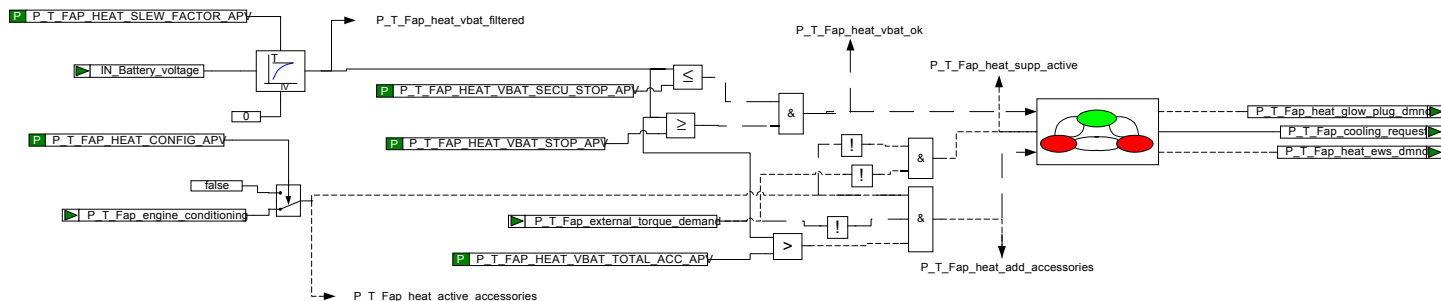 P P_T_FAP_HEAT_SLEW_FACTOR_APV
P_T_Fap_heat_vbat_filtered
P_T_Fap_heat_vbat_ok
T
IN_Battery_voltage
IV
P_T_Fap_heat_supp_active
≤
P P_T_FAP_HEAT_VBAT_SECU_STOP_APV
0
&
P_T_Fap_heat_glow_plug_dmnd
≥
P_T_Fap_cooling_request
P P_T_FAP_HEAT_CONFIG_APV
P P_T_FAP_HEAT_VBAT_STOP_APV
!
P_T_Fap_heat_ews_dmnd
&
!
false
P_T_Fap_engine_conditioning
P_T_Fap_external_torque_demand
!
&
>
P P_T_FAP_HEAT_VBAT_TOTAL_ACC_APV
P_T_Fap_heat_add_accessories
P_T_Fap_heat_active_accessories